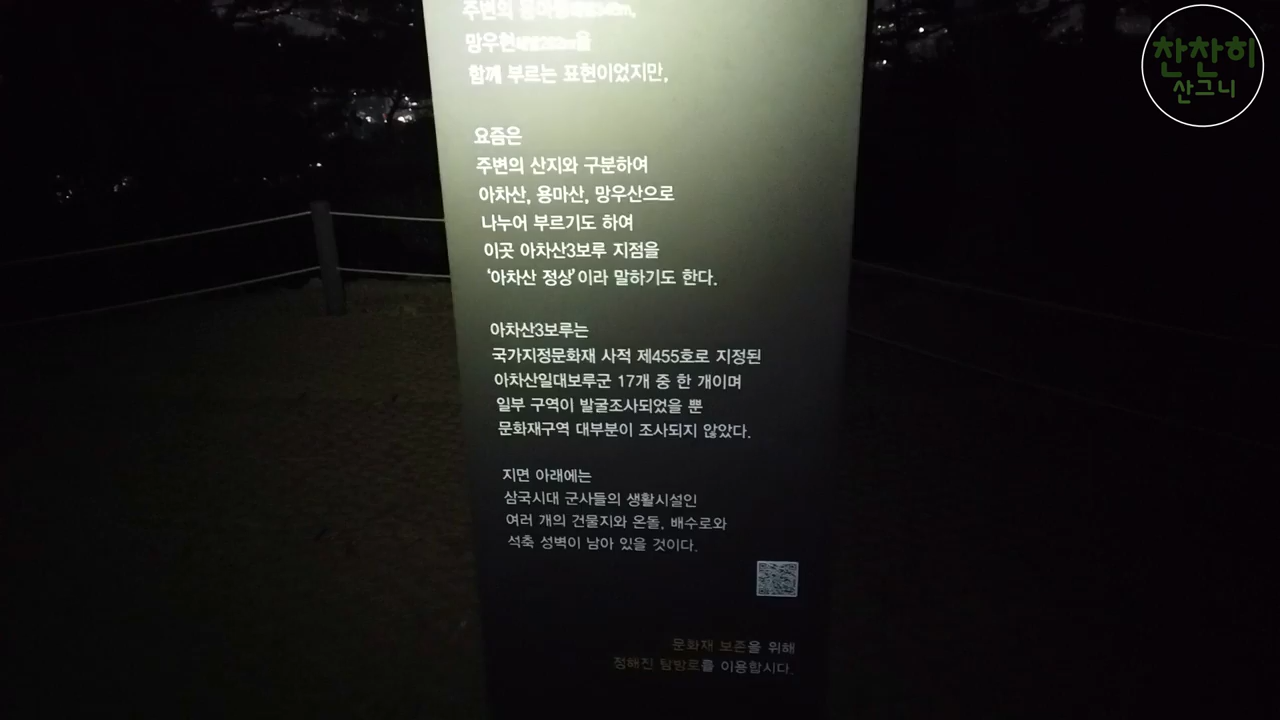 찬찬히
산그니
주변의
망우현
함께 부르는 표현이었지만,
요즘은
주변의 산지와 구분하여
아차산, 용마산, 망우산으로
나누어 부르기도 하여
이곳 아차산3보루 지점을
‘아차산 정상’이라 말하기도 한다.
아차산3보루는
국가지정문화재 사적 제455호로 지정된
아차산일대보루군 17개 중 한 개이며
일부 구역이 발굴조사되었을 뿐
문화재구역 대부분이 조사되지 않았다.
지면 아래에는
삼국시대 군사들의 생활시설인
여러 개의 건물지와 온돌, 배수로와
석축 성벽이 남아 있을 것이다.
문화재 보존을 위해
정해진 탐방로를 이용합시다.